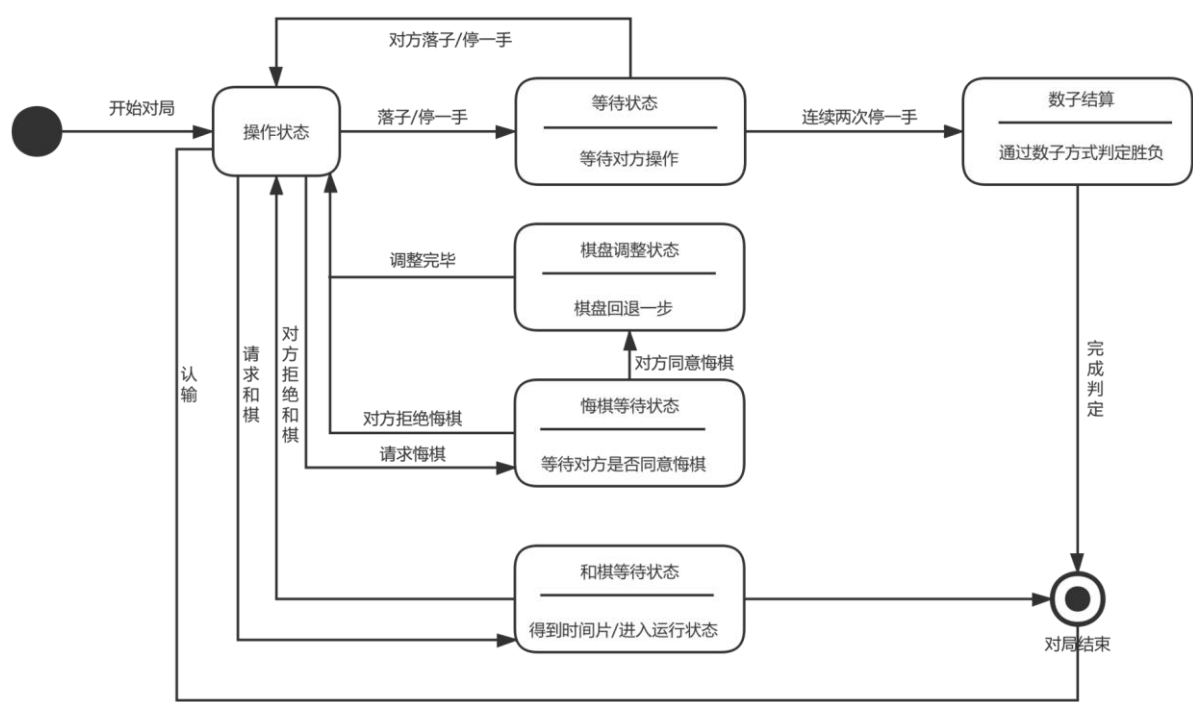 对方落子/停一手
开始对局
操作状态
落子/停一手
等待状态
等待对方操作
连续两次停一手
数子结算
通过数子方式判定胜负
调整完毕
棋盘调整状态
棋盘回退一步
对方同意悔棋
认输
请求和棋
对方拒绝和棋
对方拒绝悔棋
请求悔棋
悔棋等待状态
等待对方是否同意悔棋
完成判定
和棋等待状态
得到时间片/进入运行状态
对局结束